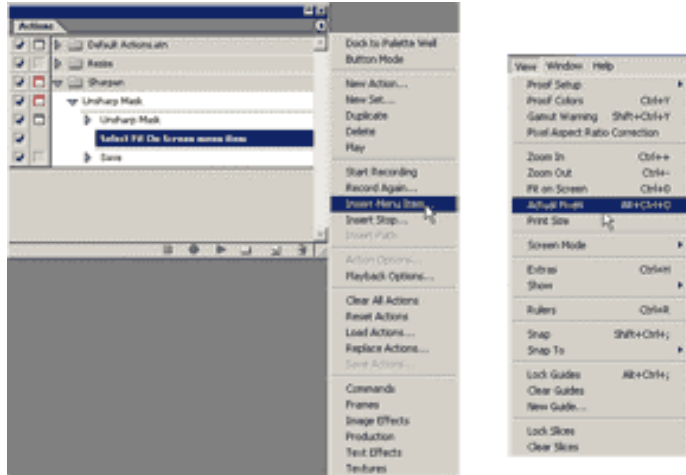 Actions
Default Actions.atn
Resize
Sharpen
Unsharp Mask
Unsharp Mask
Select Fit On Screen menu item
Save
Dock to Palette Well
Button Mode
New Action...
New Set...
Duplicate
Delete
Play
Start Recording
Record Again...
Insert Menu Item...
Insert Stop...
Insert Path
Action Options...
Playback Options...
Clear All Actions
Reset Actions
Load Actions...
Replace Actions...
Save Actions...
Commands
Frames
Image Effects
Production
Text Effects
Textures
View Window Help
Proof Setup
Proof Colors Ctrl+Y
Gamut Warning Shift+Ctrl+Y
Pixel Aspect Ratio Correction
Zoom In Ctrl++
Zoom Out Ctrl+-
Fit on Screen Ctrl+0
Actual Pixels Alt+Ctrl+0
Print Size
Screen Mode
Extras Ctrl+H
Show
Rulers Ctrl+R
Snap Shift+Ctrl+;
Snap To
Lock Guides Alt+Ctrl+;
Clear Guides
New Guide...
Lock Slices
Clear Slices